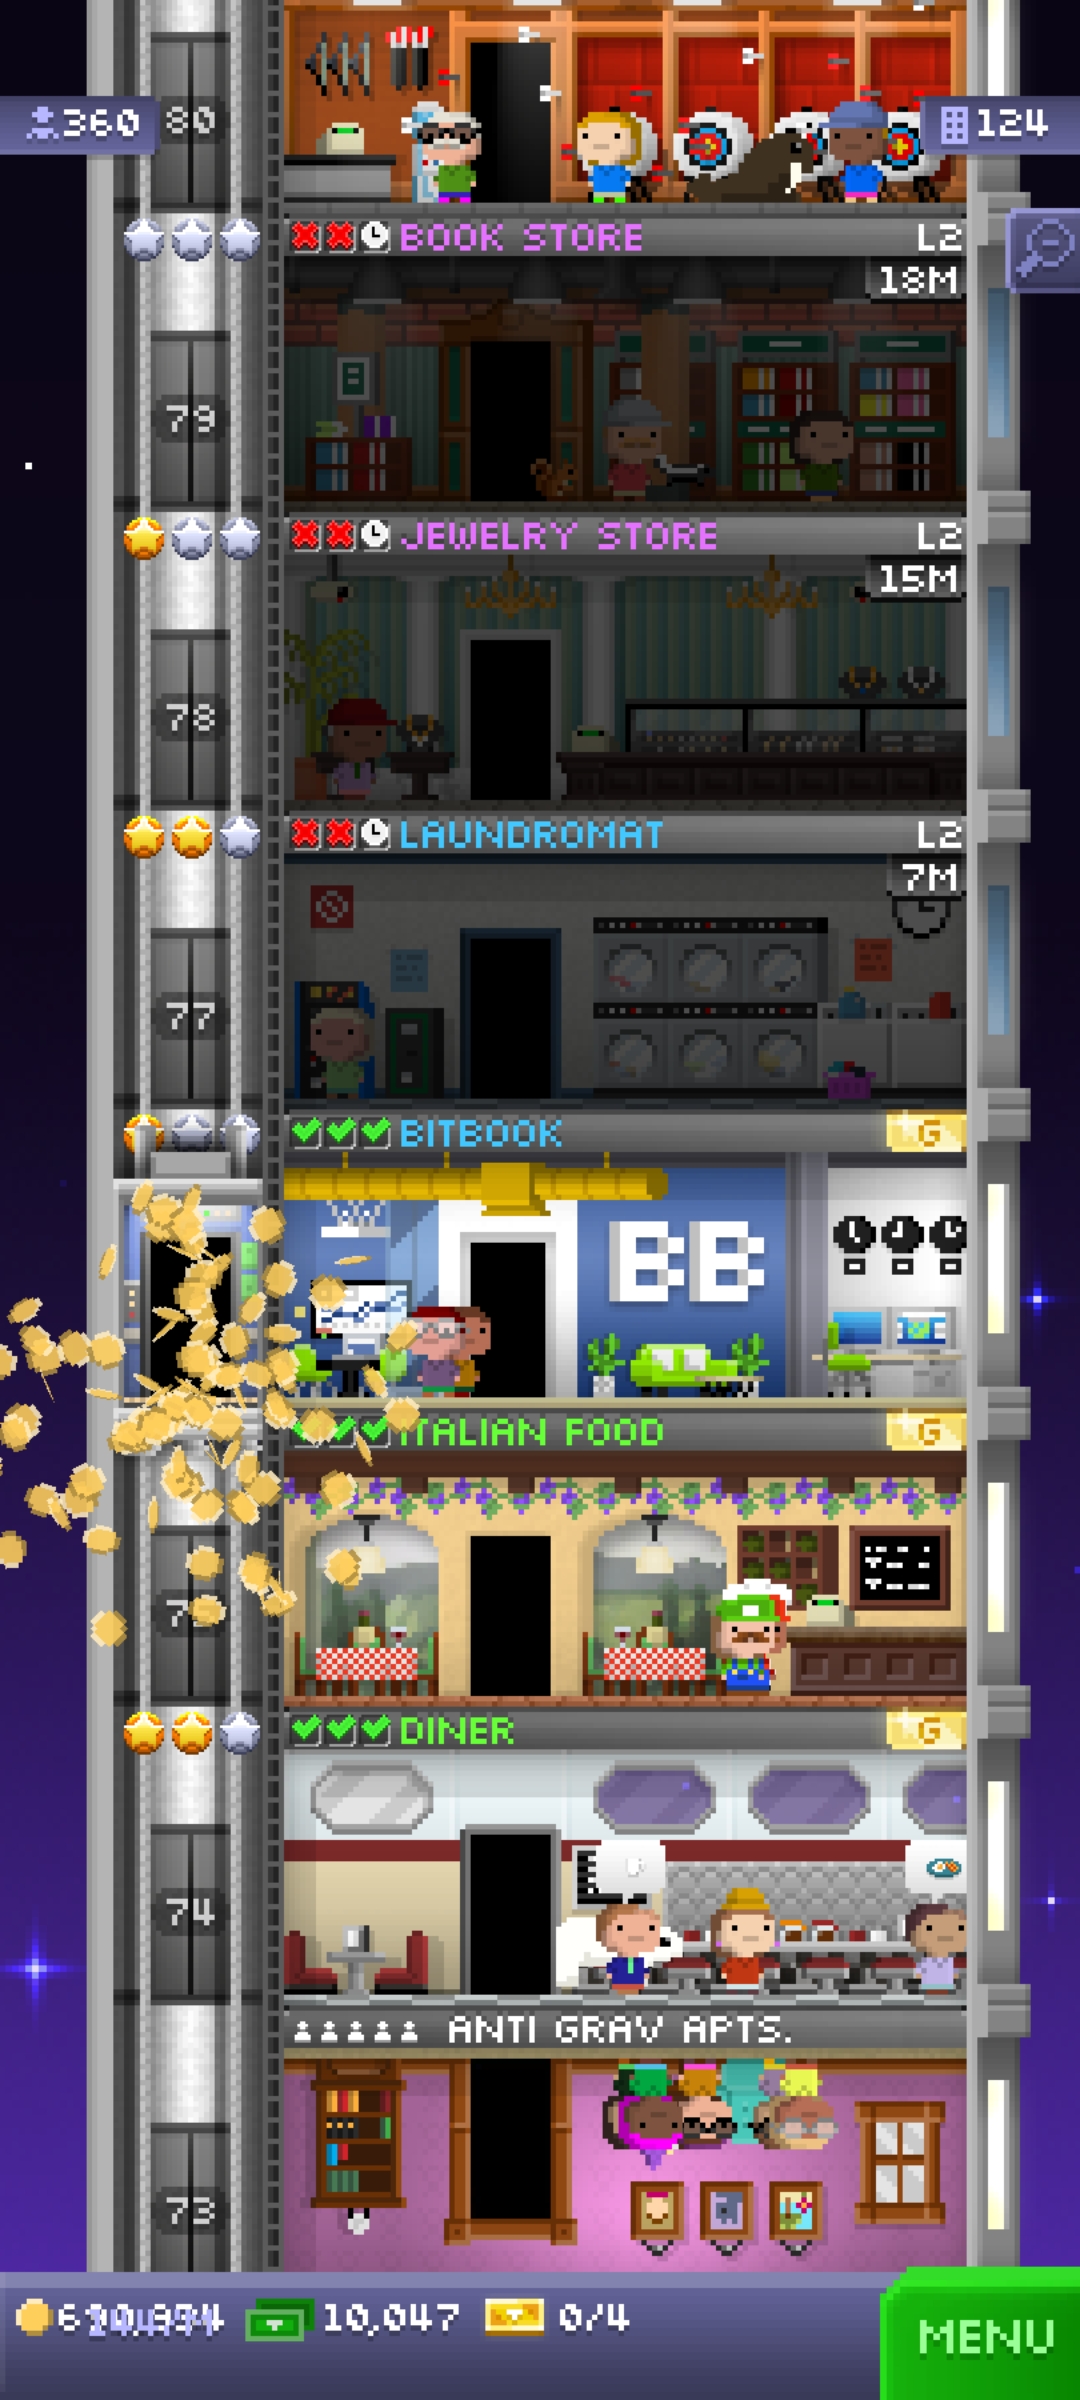 360
80
124
BOOK STORE L2
18M
79
JEWELRY STORE L2
15M
78
LAUNDROMAT L2
7M
77
BITBOOK G
BB
ITALIAN FOOD G
DINER G
74
ANTI GRAV APTS.
73
10,047
0/4
MENU